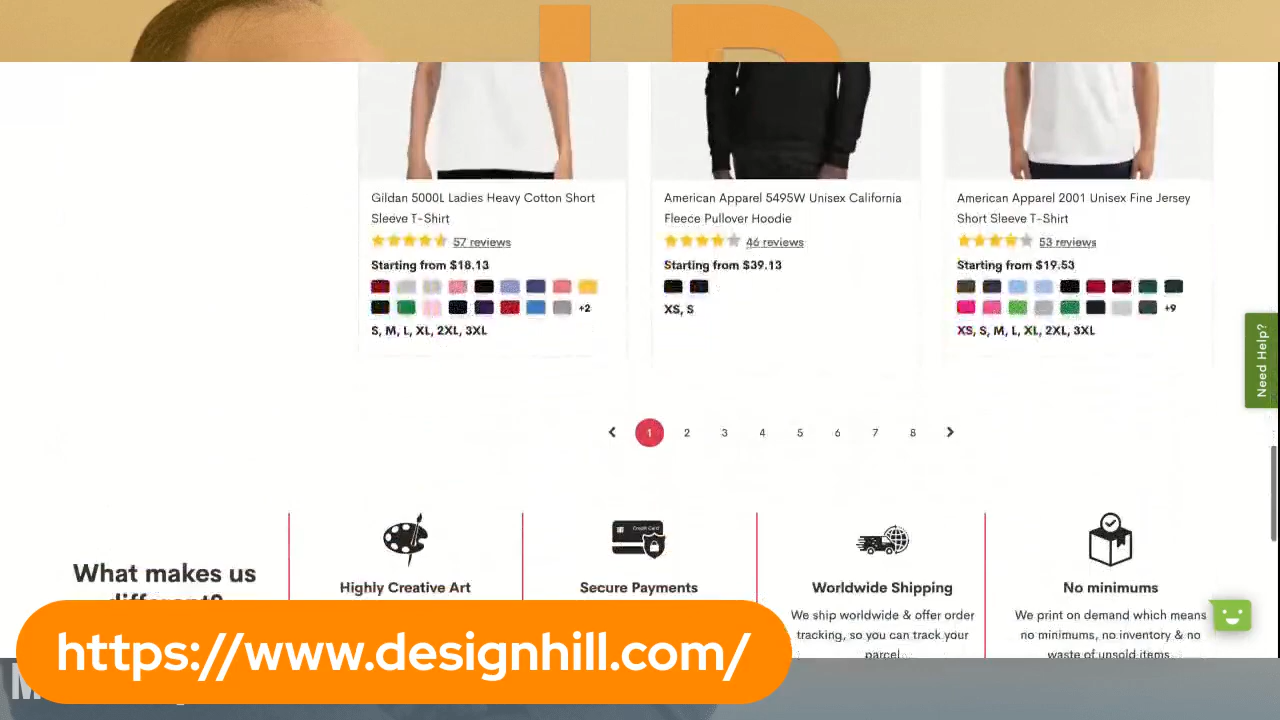 Gildan 5000L Ladies Heavy Cotton Short
Sleeve T-Shirt
57 reviews
Starting from $18.13
+2
S, M, L, XL, 2XL, 3XL
American Apparel 5495W Unisex California
Fleece Pullover Hoodie
46 reviews
Starting from $39.13
XS, S
American Apparel 2001 Unisex Fine Jersey
Short Sleeve T-Shirt
53 reviews
Starting from $19.53
+9
XS, S, M, L, XL, 2XL, 3XL
Need Help?
1 2 3 4 5 6 7 8
What makes us
different?
Highly Creative Art
Credit Card
Secure Payments
Worldwide Shipping
We ship worldwide & offer order
tracking, so you can track your
parcel
No minimums
We print on demand which means
no minimums, no inventory & no
waste of unsold items
https://www.designhill.com/